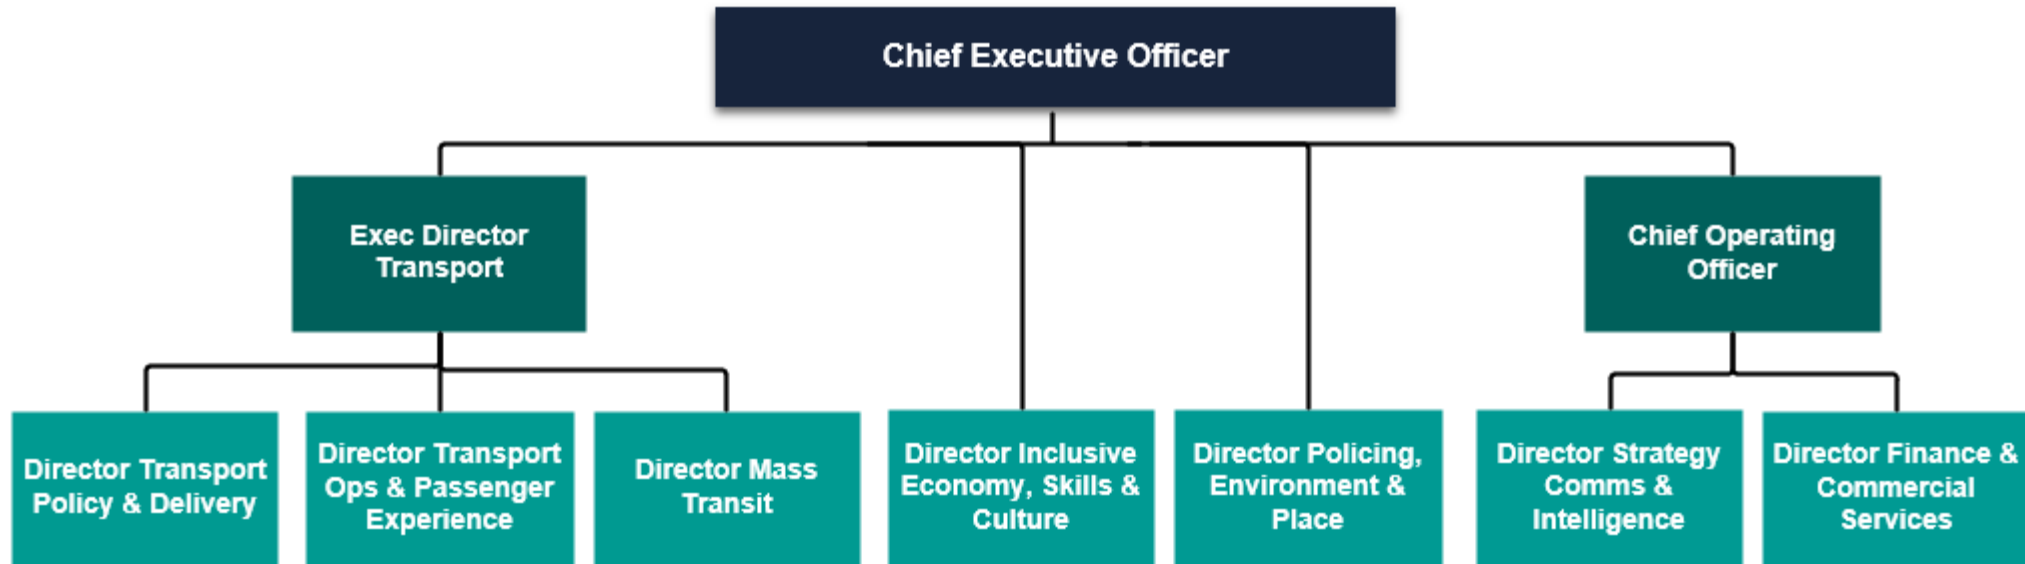 Chief Executive Officer
Exec Director
Transport
Chief Operating
Officer
Director Transport
Policy & Delivery
Director Transport
Ops & Passenger
Experience
Director Mass
Transit
Director Inclusive
Economy, Skills &
Culture
Director Policing,
Environment &
Place
Director Strategy
Comms &
Intelligence
Director Finance &
Commercial
Services